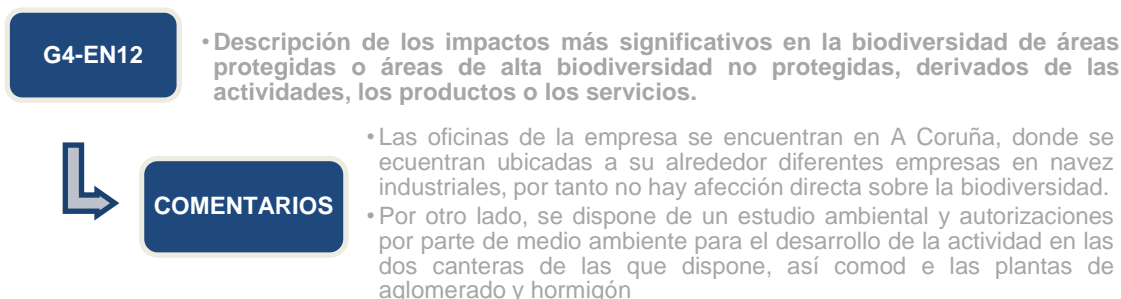 G4-EN12
• Descripción de los impactos más significativos en la biodiversidad de áreas
protegidas o áreas de alta biodiversidad no protegidas, derivados de las
actividades, los productos o los servicios.
COMENTARIOS
• Las oficinas de la empresa se encuentran en A Coruña, donde se
ecuentran ubicadas a su alrededor diferentes empresas en navez
industriales, por tanto no hay afección directa sobre la biodiversidad.
• Por otro lado, se dispone de un estudio ambiental y autorizaciones
por parte de medio ambiente para el desarrollo de la actividad en las
dos canteras de las que dispone, así comod e las plantas de
aglomerado y hormigón